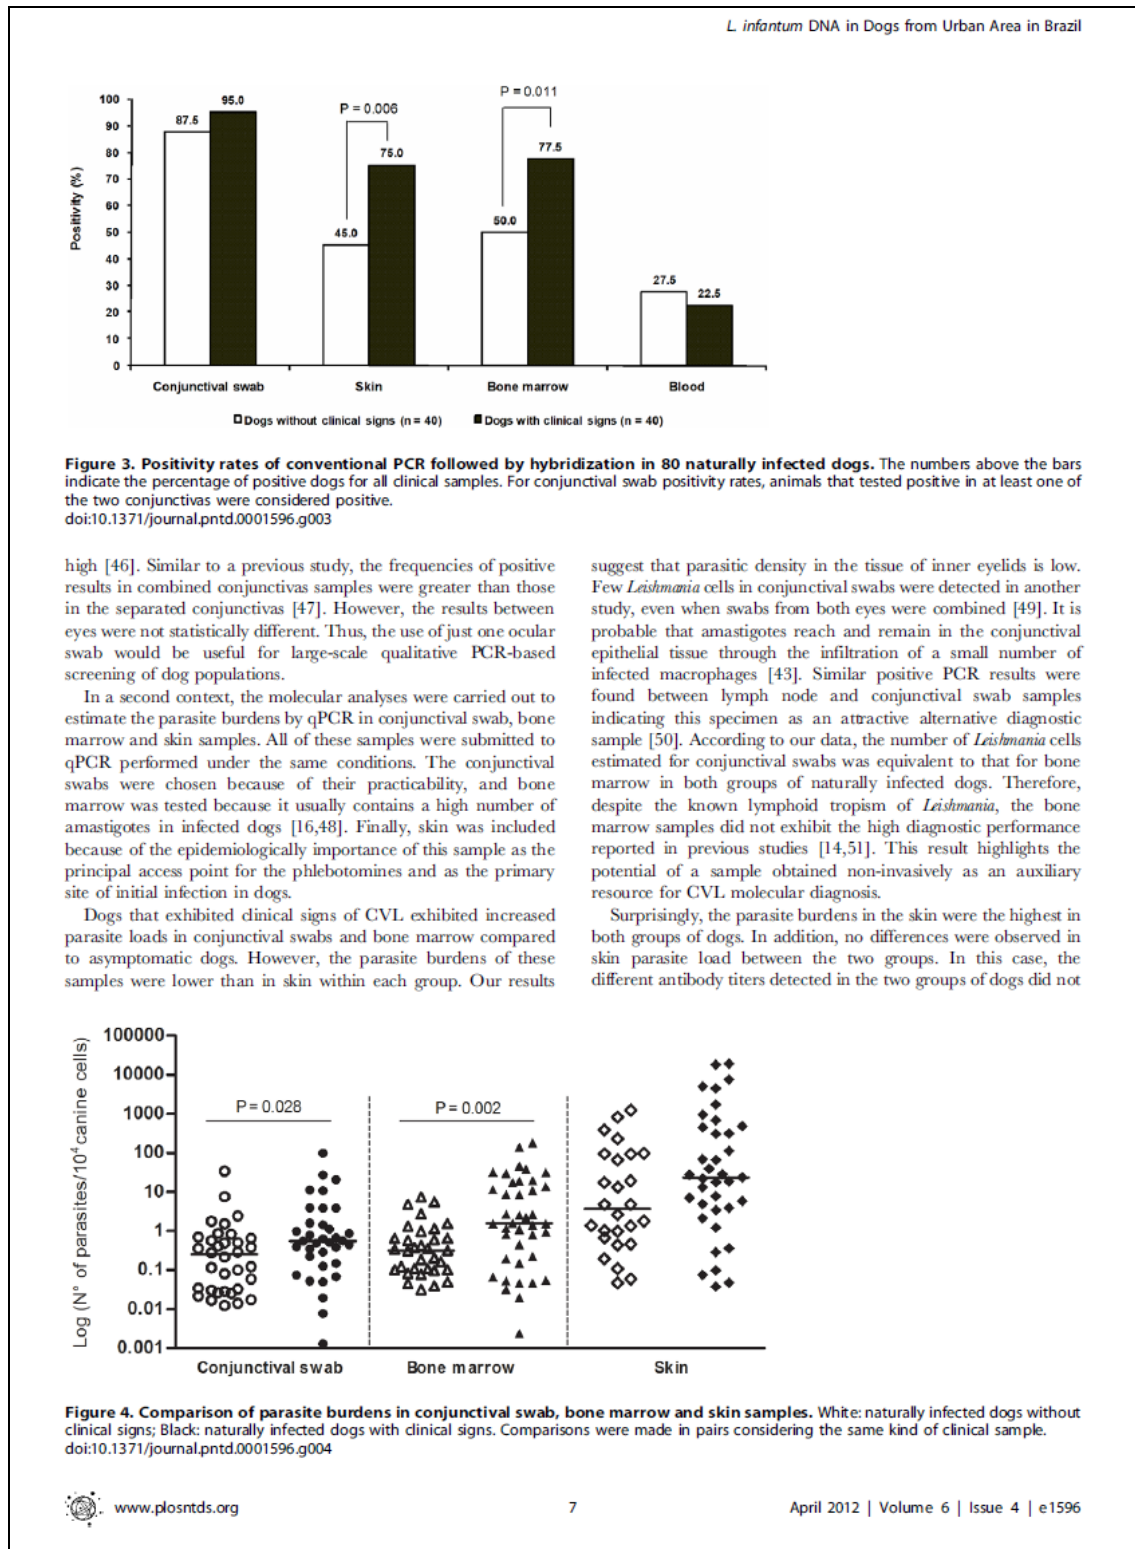 L. infantum DNA in Dogs from Urban Area in Brazil
P = 0.006
P = 0.011
Positivity (%)
100
90
80
70
60
50
40
30
20
10
0
87.5
95.0
45.0
75.0
50.0
77.5
27.5
22.5
Conjunctival swab
Skin
Bone marrow
Blood
Dogs without clinical signs (n = 40)
Dogs with clinical signs (n = 40)
Figure 3. Positivity rates of conventional PCR followed by hybridization in 80 naturally infected dogs. The numbers above the bars
indicate the percentage of positive dogs for all clinical samples. For conjunctival swab positivity rates, animals that tested positive in at least one of
the two conjunctivas were considered positive.
doi:10.1371/journal.pntd.0001596.g003
high [46]. Similar to a previous study, the frequencies of positive
results in combined conjunctivas samples were greater than those
in the separated conjunctivas [47]. However, the results between
eyes were not statistically different. Thus, the use of just one ocular
swab would be useful for large-scale qualitative PCR-based
screening of dog populations.
In a second context, the molecular analyses were carried out to
estimate the parasite burdens by qPCR in conjunctival swab, bone
marrow and skin samples. All of these samples were submitted to
qPCR performed under the same conditions. The conjunctival
swabs were chosen because of their practicability, and bone
marrow was tested because it usually contains a high number of
amastigotes in infected dogs [16,48]. Finally, skin was included
because of the epidemiologically importance of this sample as the
principal access point for the phlebotomines and as the primary
site of initial infection in dogs.
Dogs that exhibited clinical signs of CVL exhibited increased
parasite loads in conjunctival swabs and bone marrow compared
to asymptomatic dogs. However, the parasite burdens of these
samples were lower than in skin within each group. Our results
suggest that parasitic density in the tissue of inner eyelids is low.
Few Leishmania cells in conjunctival swabs were detected in another
study, even when swabs from both eyes were combined [49]. It is
probable that amastigotes reach and remain in the conjunctival
epithelial tissue through the infiltration of a small number of
infected macrophages [43]. Similar positive PCR results were
found between lymph node and conjunctival swab samples
indicating this specimen as an attractive alternative diagnostic
sample [50]. According to our data, the number of Leishmania cells
estimated for conjunctival swabs was equivalent to that for bone
marrow in both groups of naturally infected dogs. Therefore,
despite the known lymphoid tropism of Leishmania, the bone
marrow samples did not exhibit the high diagnostic performance
reported in previous studies [14,51]. This result highlights the
potential of a sample obtained non-invasively as an auxiliary
resource for CVL molecular diagnosis.
Surprisingly, the parasite burdens in the skin were the highest in
both groups of dogs. In addition, no differences were observed in
skin parasite load between the two groups. In this case, the
different antibody titers detected in the two groups of dogs did not
Log (N° of parasites/10⁴ canine cells)
100000
10000
1000
100
10
1
0.1
0.01
0.001
P = 0.028
P = 0.002
Conjunctival swab
Bone marrow
Skin
Figure 4. Comparison of parasite burdens in conjunctival swab, bone marrow and skin samples. White: naturally infected dogs without
clinical signs; Black: naturally infected dogs with clinical signs. Comparisons were made in pairs considering the same kind of clinical sample.
doi:10.1371/journal.pntd.0001596.g004
www.plosntds.org
7
April 2012 | Volume 6 | Issue 4 | e1596